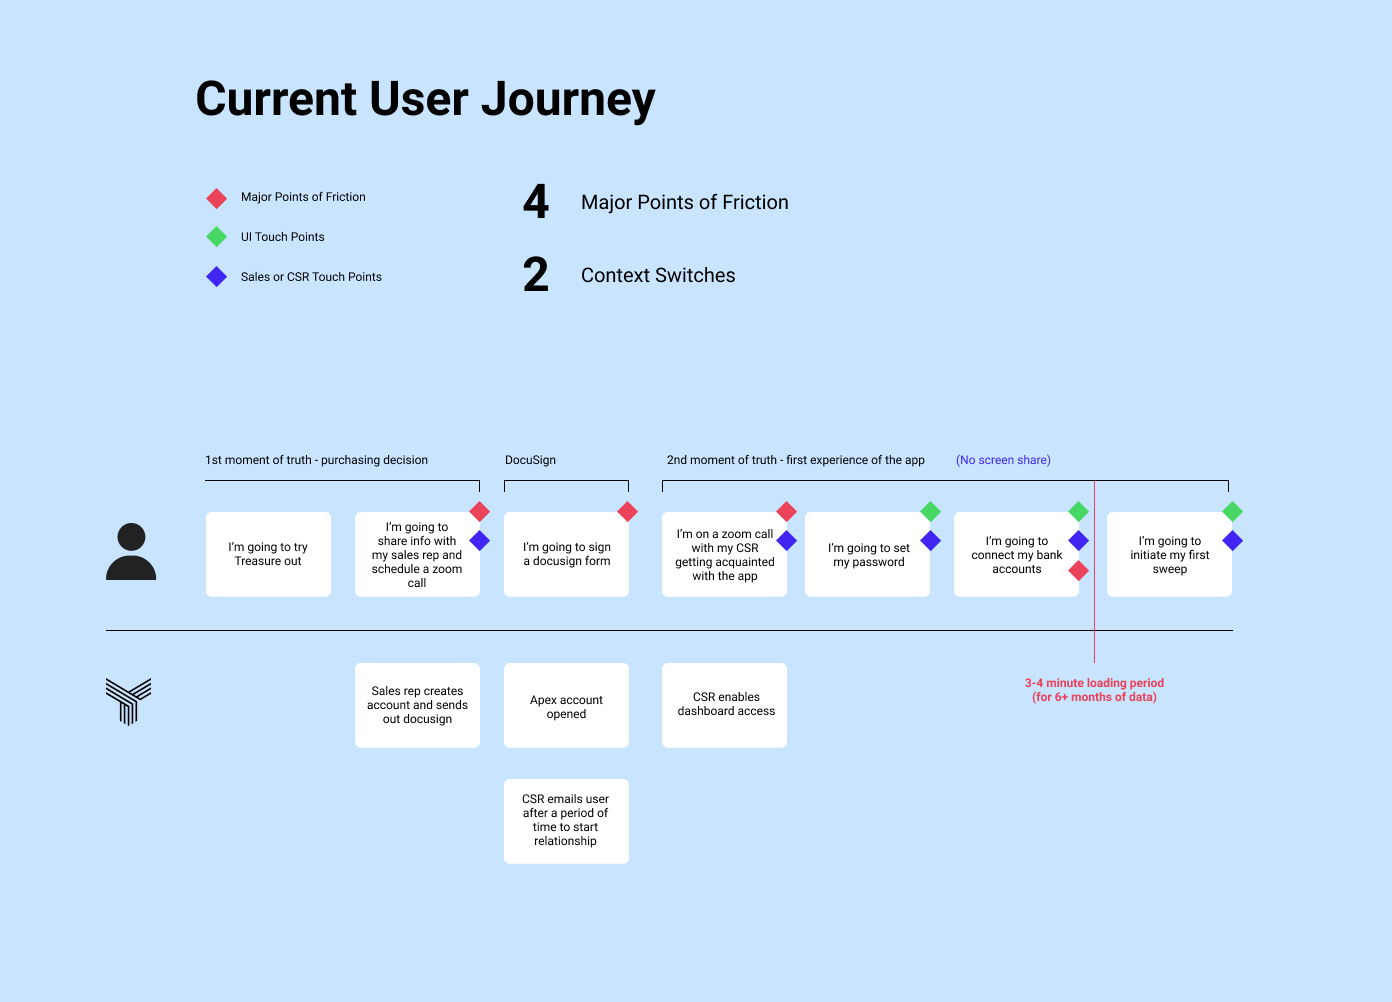 Current User Journey
Major Points of Friction
UI Touch Points
Sales or CSR Touch Points
4 Major Points of Friction
2 Context Switches
1st moment of truth - purchasing decision
DocuSign
2nd moment of truth - first experience of the app
(No screen share)
I'm going to try
Treasure out
I'm going to
share info with
my sales rep and
schedule a zoom
call
I'm going to sign
a docusign form
I'm on a zoom call
with my CSR
getting acquainted
with the app
I'm going to set
my password
I'm going to
connect my bank
accounts
I'm going to
initiate my first
sweep
Sales rep creates
account and sends
out docusign
Apex account
opened
CSR enables
dashboard access
3-4 minute loading period
(for 6+ months of data)
CSR emails user
after a period of
time to start
relationship